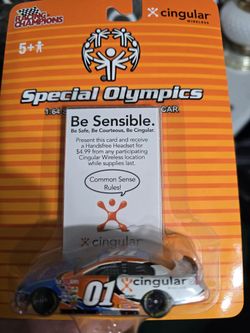 RACING CHAMPIONS
cingular
WIRELESS
5+
Special Olympics
1:64
CAR
Be Sensible.
Be Safe, Be Courteous, Be Cingular.
Present this card and receive
a Handsfree Headset for
$4.99 from any participating
Cingular Wireless location
while supplies last.
Common Sense
Rules!
cingular
01
cingular